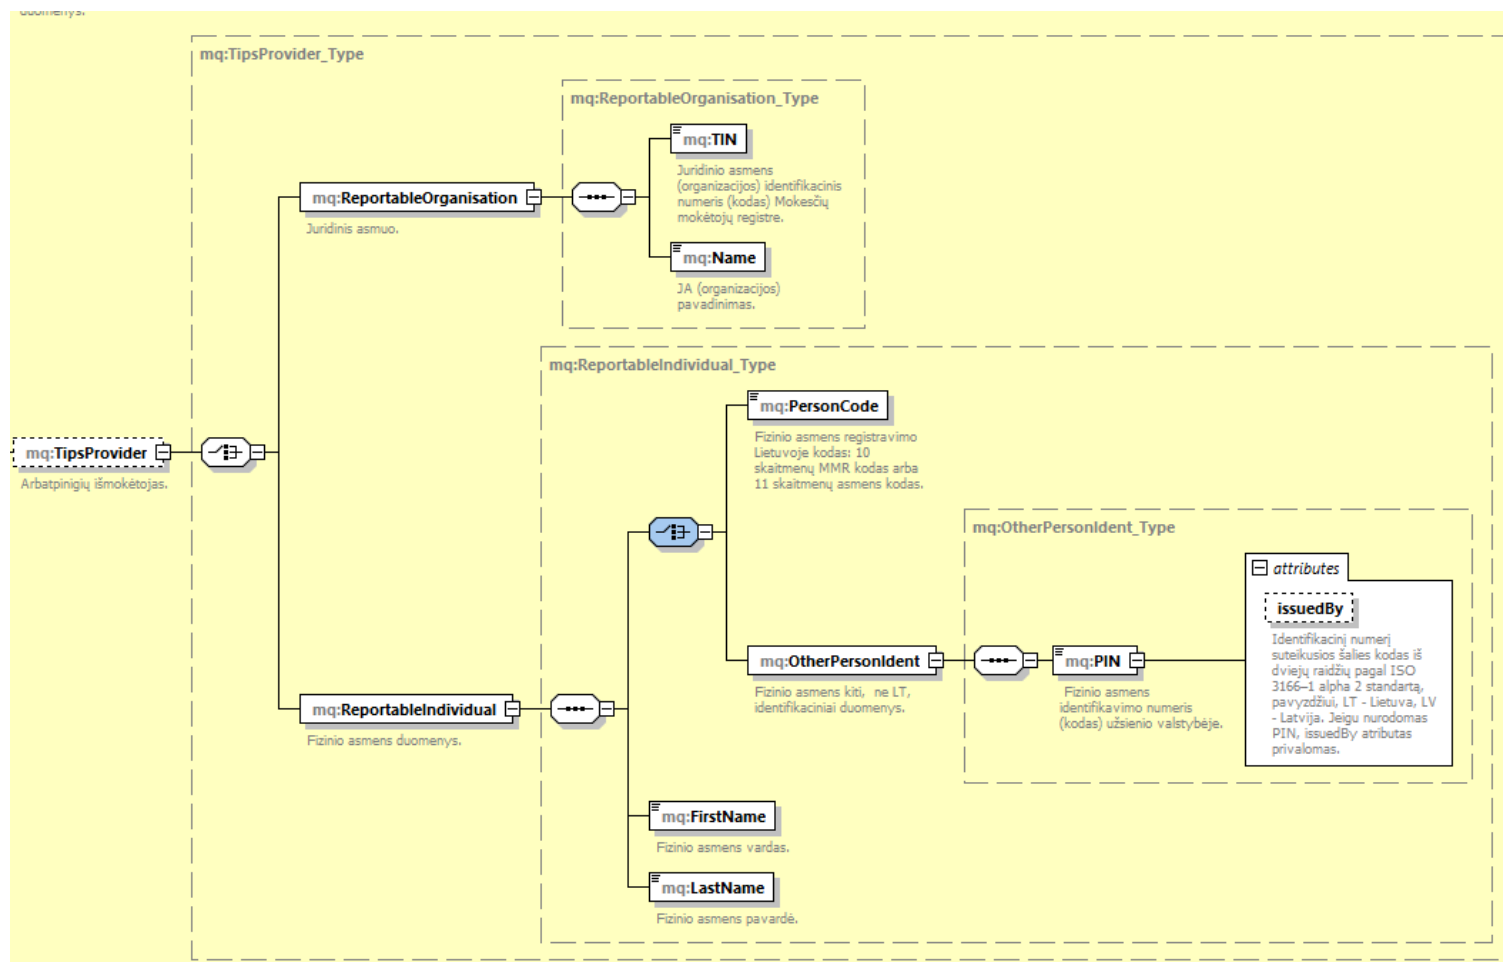 duomenys.
mq:TipsProvider_Type
mq:ReportableOrganisation_Type
mq:TIN
Juridinio asmens
(organizacijos) identifikacinis
numeris (kodas) Mokesčių
mokėtojų registre.
mq:ReportableOrganisation
Juridinis asmuo.
mq:Name
JA (organizacijos)
pavadinimas.
mq:ReportableIndividual_Type
mq:PersonCode
Fizinio asmens registravimo
Lietuvoje kodas: 10
skaitmenų MMR kodas arba
11 skaitmenų asmens kodas.
mq:TipsProvider
Arbatpinigių išmokėtojas.
mq:OtherPersonIdent_Type
attributes
issuedBy
Identifikacinį numerį
suteikusios šalies kodas iš
dviejų raidžių pagal ISO
3166–1 alpha 2 standartą,
pavyzdžiui, LT - Lietuva, LV
- Latvija. Jeigu nurodomas
PIN, issuedBy atributas
privalomas.
mq:OtherPersonIdent
Fizinio asmens kiti,  ne LT,
identifikaciniai duomenys.
mq:PIN
Fizinio asmens
identifikavimo numeris
(kodas) užsienio valstybėje.
mq:ReportableIndividual
Fizinio asmens duomenys.
mq:FirstName
Fizinio asmens vardas.
mq:LastName
Fizinio asmens pavardė.